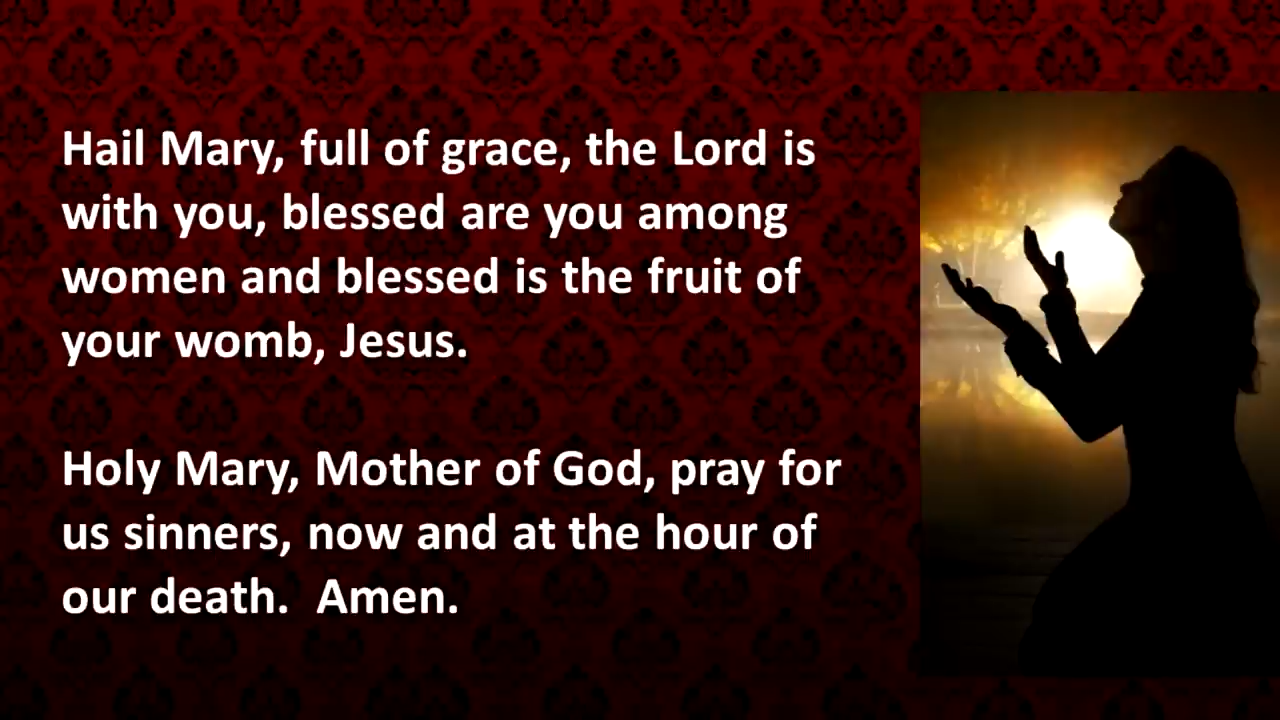 Hail Mary, full of grace, the Lord is
with you, blessed are you among
women and blessed is the fruit of
your womb, Jesus.
Holy Mary, Mother of God, pray for
us sinners, now and at the hour of
our death.  Amen.